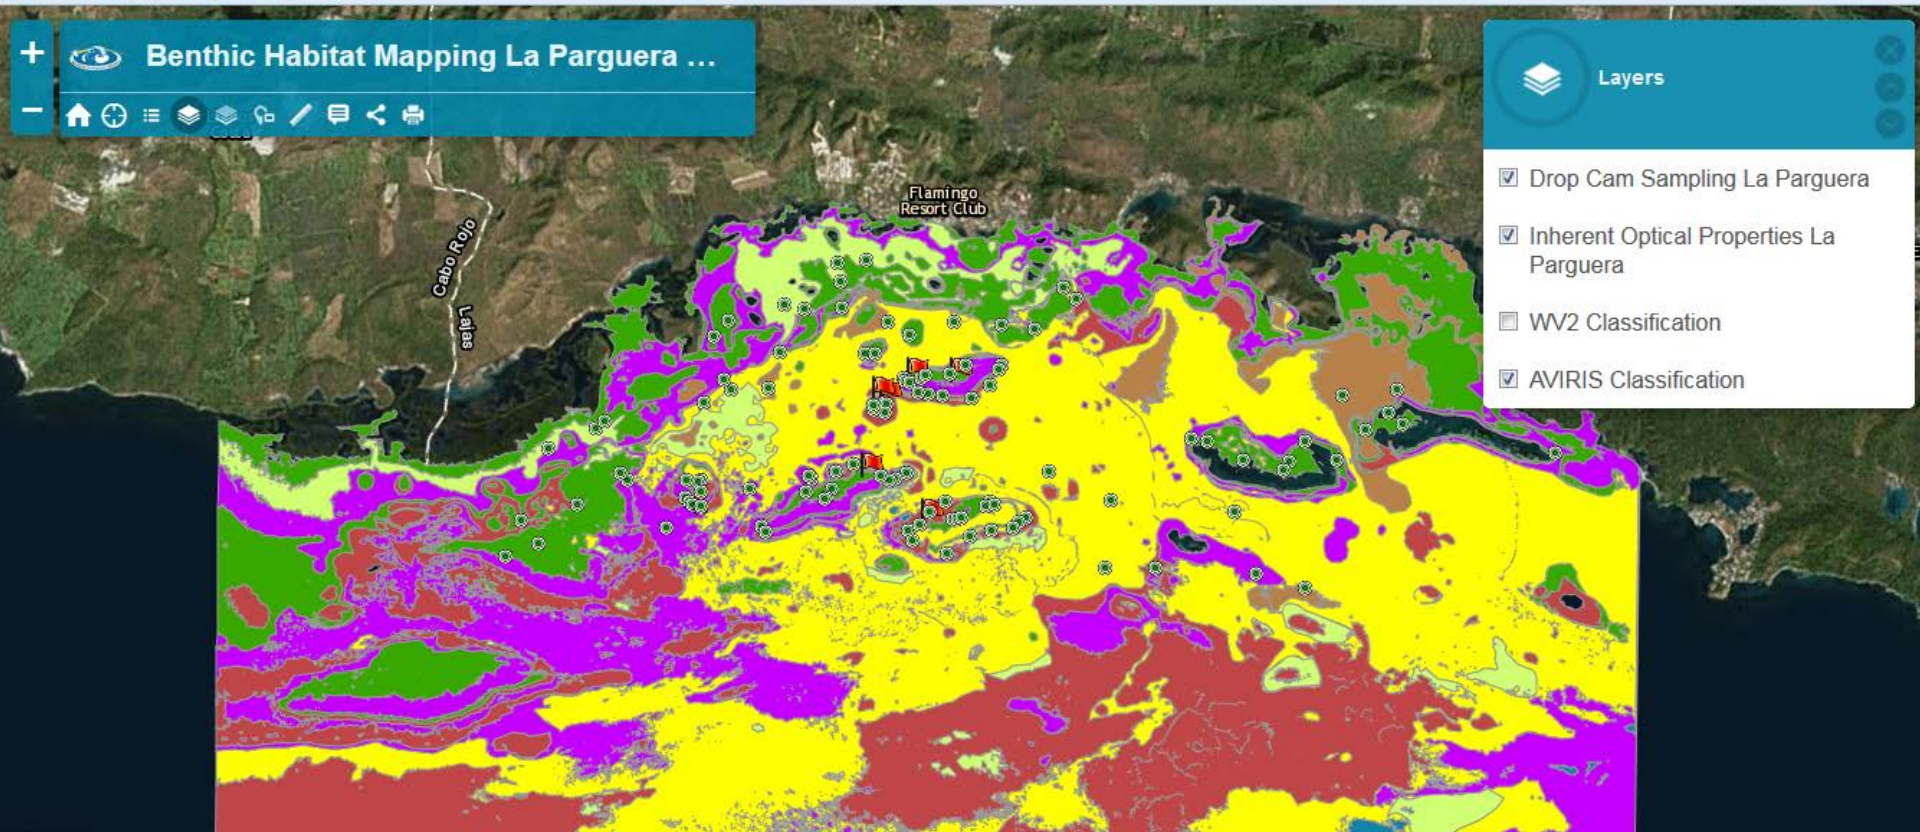 Benthic Habitat Mapping La Parguera ...
Layers
Drop Cam Sampling La Parguera
Inherent Optical Properties La
Parguera
WV2 Classification
AVIRIS Classification
Flamingo
Resort Club
Cabo Rojo
Lajas